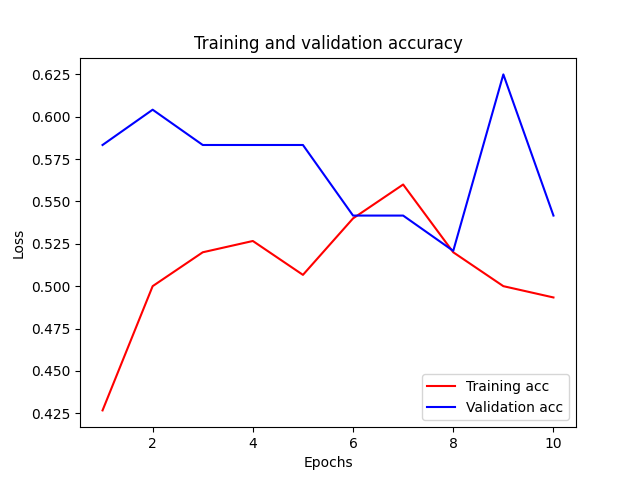 Training and validation accuracy
Loss
0.625
0.600
0.575
0.550
0.525
0.500
0.475
0.450
0.425
Training acc
Validation acc
2 4 6 8 10
Epochs